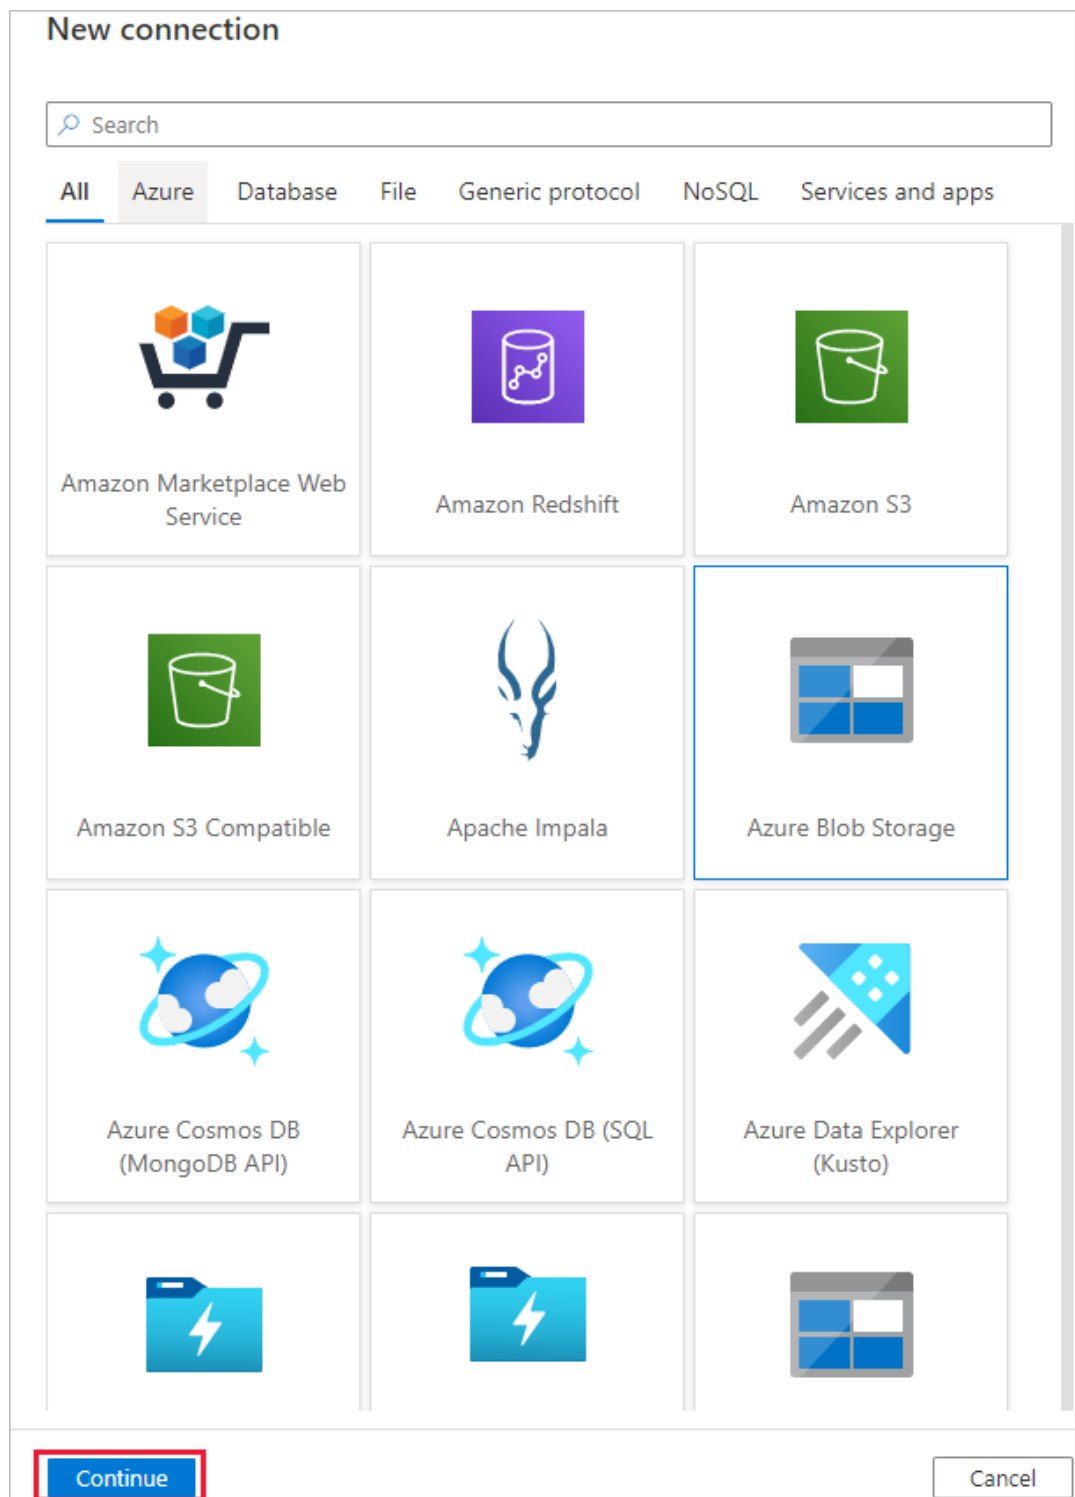 New connection
Search
All Azure Database File Generic protocol NoSQL Services and apps
Amazon Marketplace Web
Service
Amazon Redshift
Amazon S3
Amazon S3 Compatible
Apache Impala
Azure Blob Storage
Azure Cosmos DB
(MongoDB API)
Azure Cosmos DB (SQL
API)
Azure Data Explorer
(Kusto)
Continue
Cancel